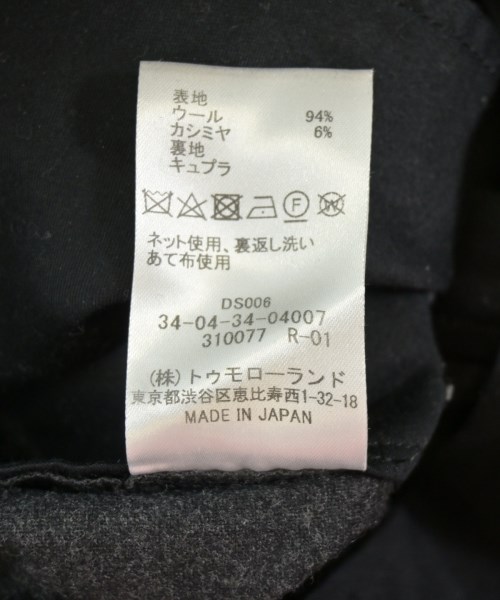 表地
ウール 94%
カシミヤ 6%
裏地
キュプラ
F
W
ネット使用、裏返し洗い
あて布使用
DS006
34-04-34-04007
310077 R-01
(株)トゥモローランド
東京都渋谷区恵比寿西1-32-18
MADE IN JAPAN